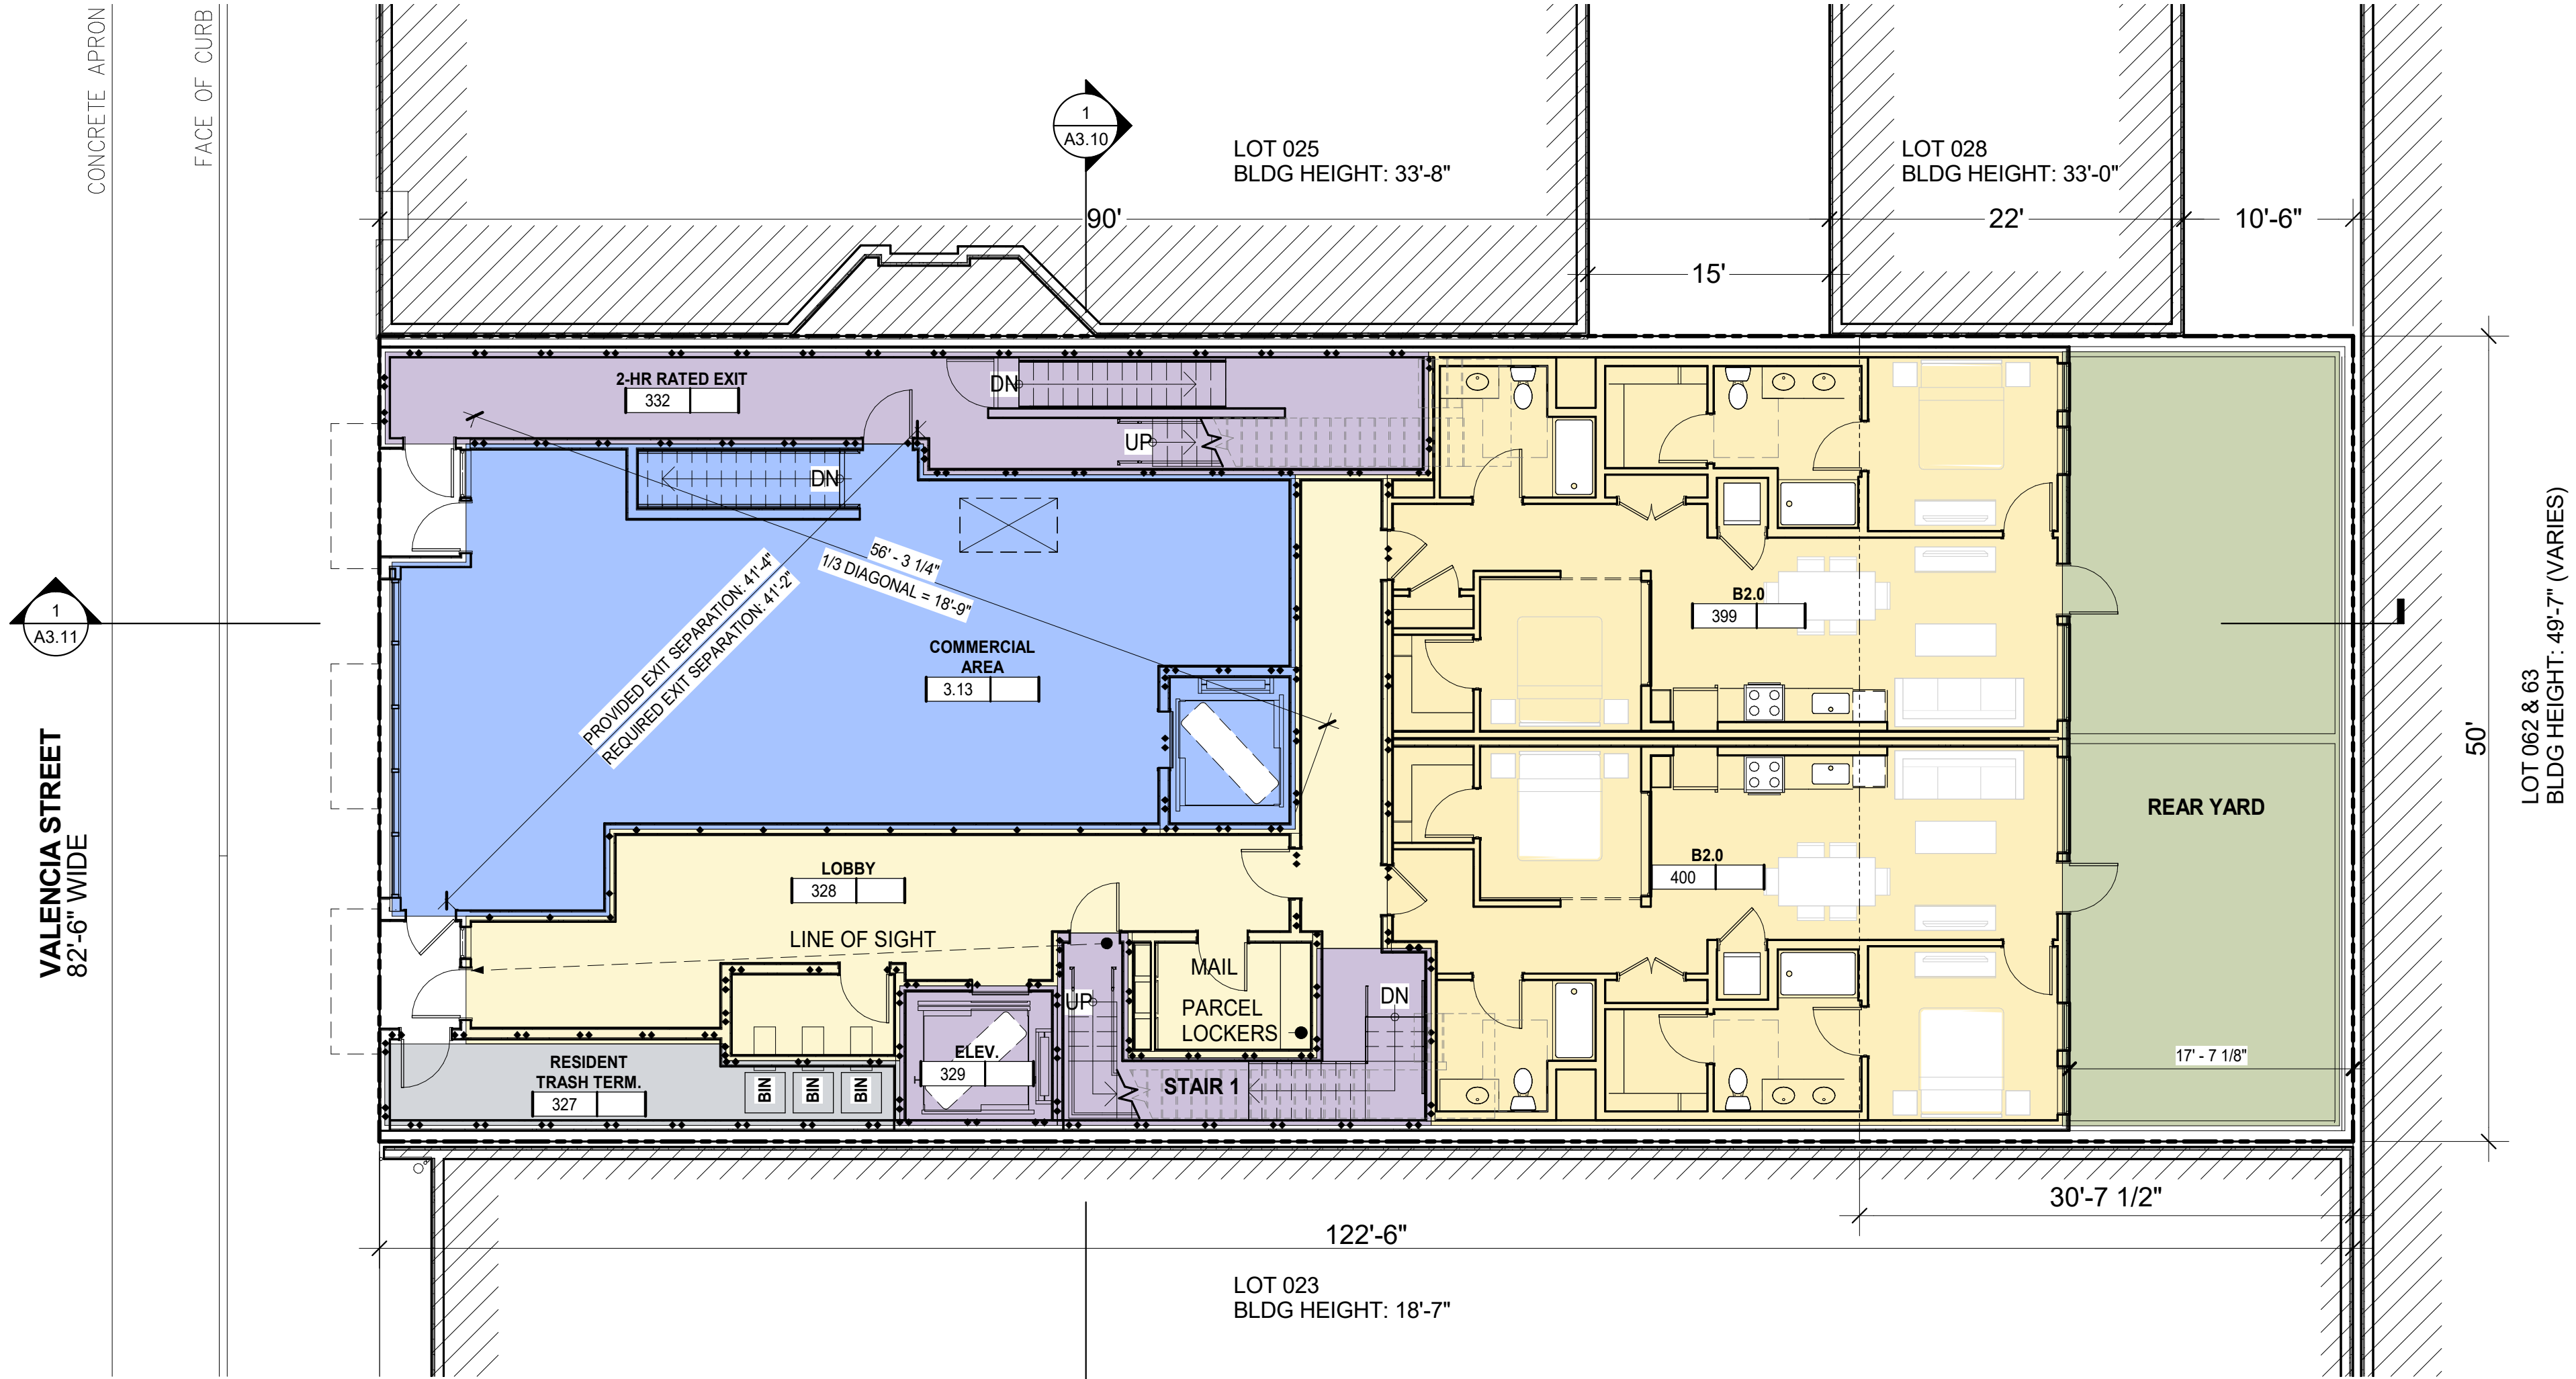 CONCRETE APRON
FACE OF CURB
1
A3.10
LOT 025
BLDG HEIGHT: 33'-8"
LOT 028
BLDG HEIGHT: 33'-0"
90'
22'
10'-6"
15'
2-HR RATED EXIT
332
DN
UP
DN
56' - 3 1/4"
1/3 DIAGONAL = 18'-9"
PROVIDED EXIT SEPARATION: 41'-4"
REQUIRED EXIT SEPARATION: 41'-2"
COMMERCIAL
AREA
3.13
B2.0
399
1
A3.11
VALENCIA STREET
82'-6" WIDE
LOT 062 & 63
BLDG HEIGHT: 49'-7" (VARIES)
50'
REAR YARD
LOBBY
328
B2.0
400
LINE OF SIGHT
MAIL
PARCEL
LOCKERS
UP
DN
ELEV.
329
STAIR 1
RESIDENT
TRASH TERM.
327
BIN
BIN
BIN
17' - 7 1/8"
30'-7 1/2"
122'-6"
LOT 023
BLDG HEIGHT: 18'-7"